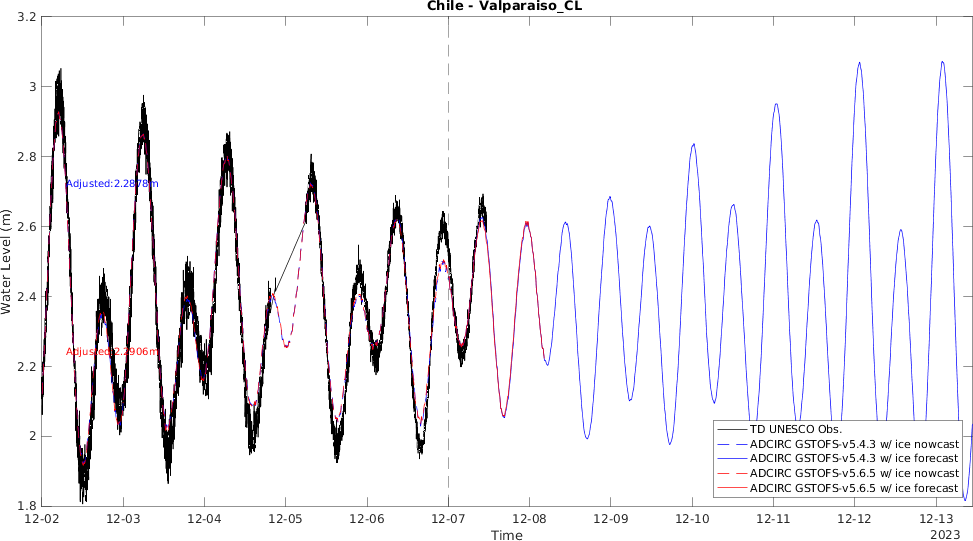 Chile - Valparaiso_CL
3.2
3
2.8
2.6
2.4
2.2
2
1.8
Water Level (m)
Adjusted:2.2878m
Adjusted:2.2906m
TD UNESCO Obs.
ADCIRC GSTOFS-v5.4.3 w/ ice nowcast
ADCIRC GSTOFS-v5.4.3 w/ ice forecast
ADCIRC GSTOFS-v5.6.5 w/ ice nowcast
ADCIRC GSTOFS-v5.6.5 w/ ice forecast
12-02 12-03 12-04 12-05 12-06 12-07 12-08 12-09 12-10 12-11 12-12 12-13
2023
Time